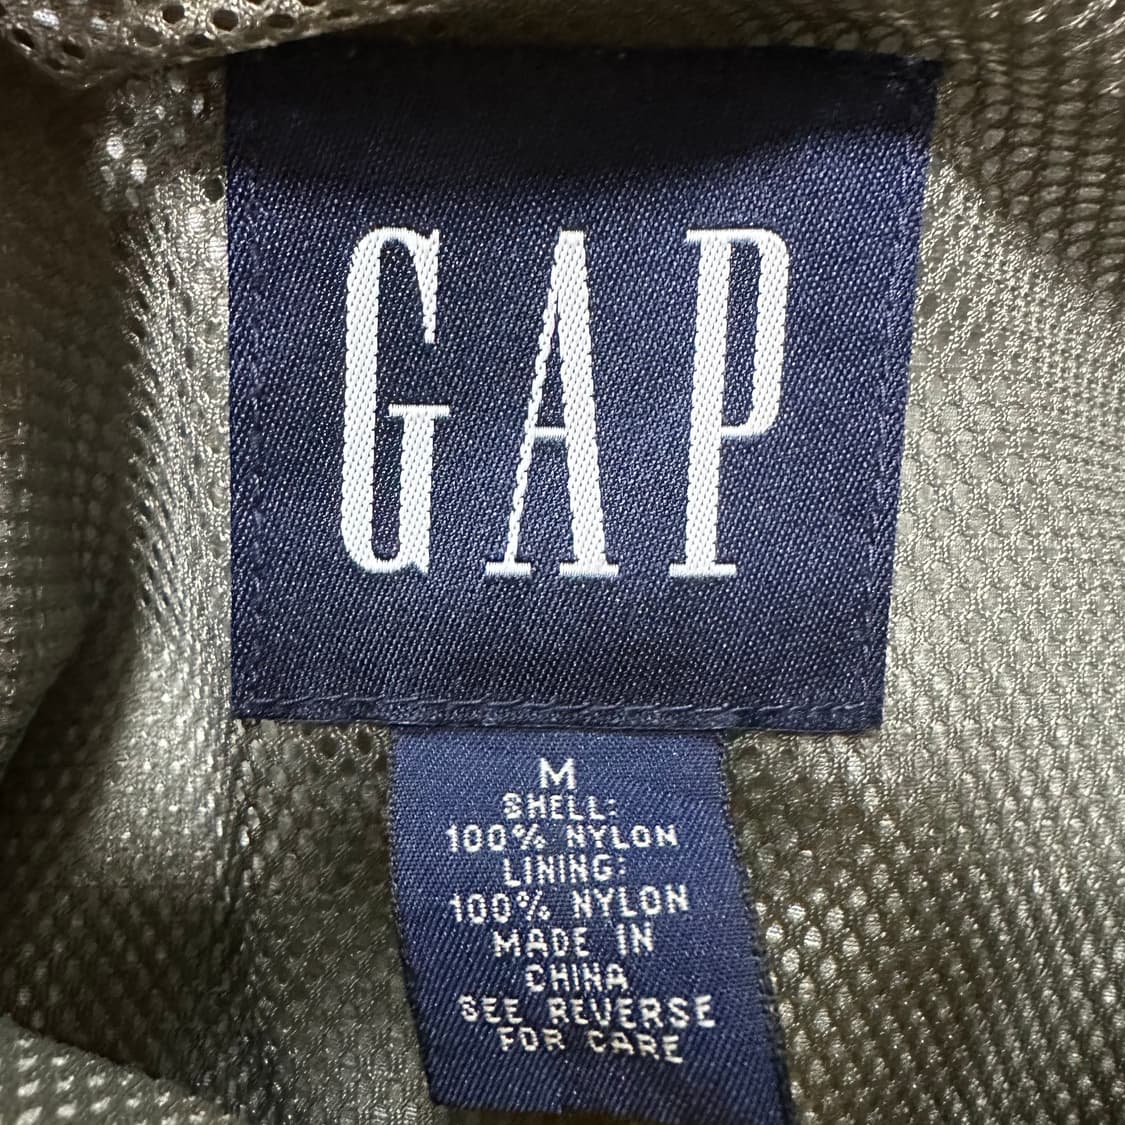 GAP
M
SHELL:
100% NYLON
LINING:
100% NYLON
MADE IN
CHINA
SEE REVERSE
FOR CARE